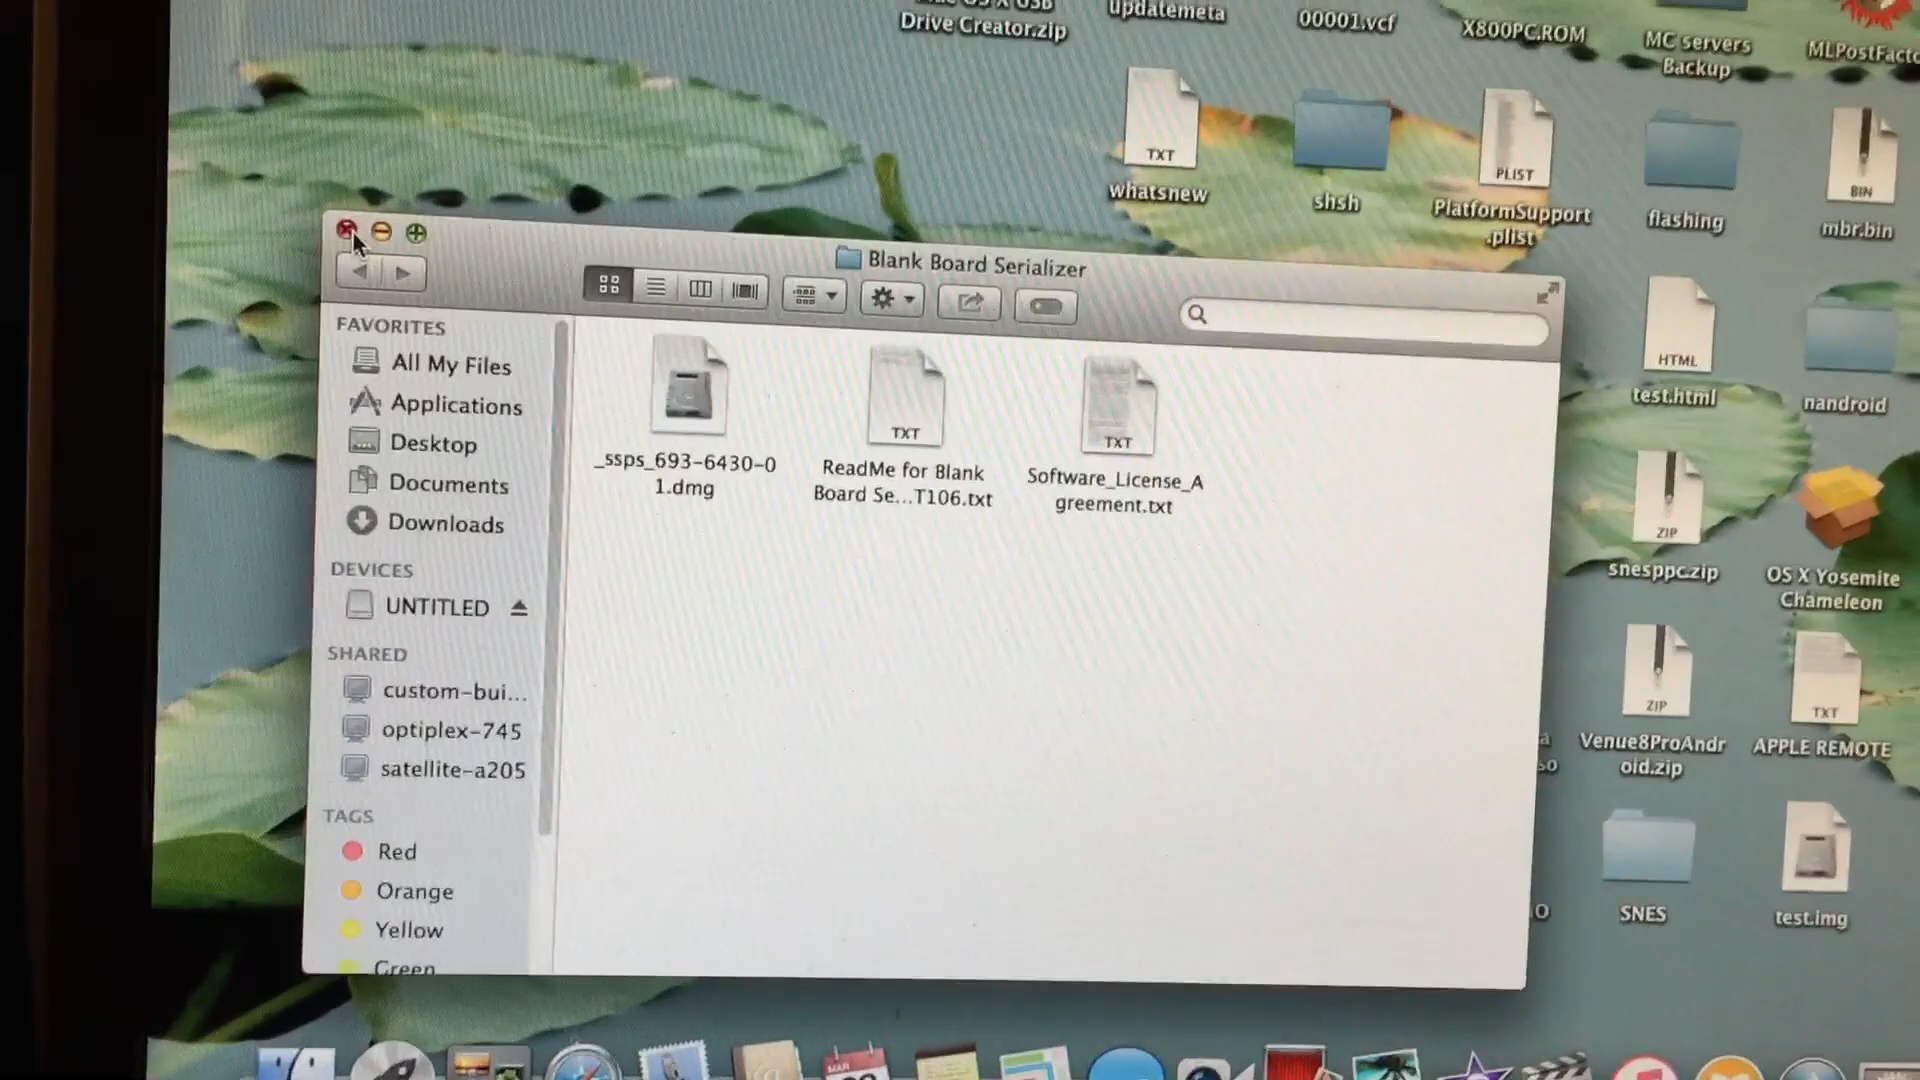 Drive Creator.zip
updatemeta
00001.vcf
X800PC.ROM
MC servers
Backup
TXT
whatsnew
shsh
PLIST
PlatformSupport
.plist
flashing
BIN
mbr.bin
Blank Board Serializer
FAVORITES
All My Files
Applications
Desktop
Documents
Downloads
DEVICES
UNTITLED
SHARED
custom-bui...
optiplex-745
satellite-a205
TAGS
Red
Orange
Yellow
Green
_ssps_693-6430-0
1.dmg
TXT
ReadMe for Blank
Board Se...T106.txt
TXT
Software_License_A
greement.txt
HTML
test.html
nandroid
ZIP
snesppc.zip
OS X Yosemite
Chameleon
ZIP
Venue8ProAndr
oid.zip
TXT
APPLE REMOTE
SNES
test.img
MAR